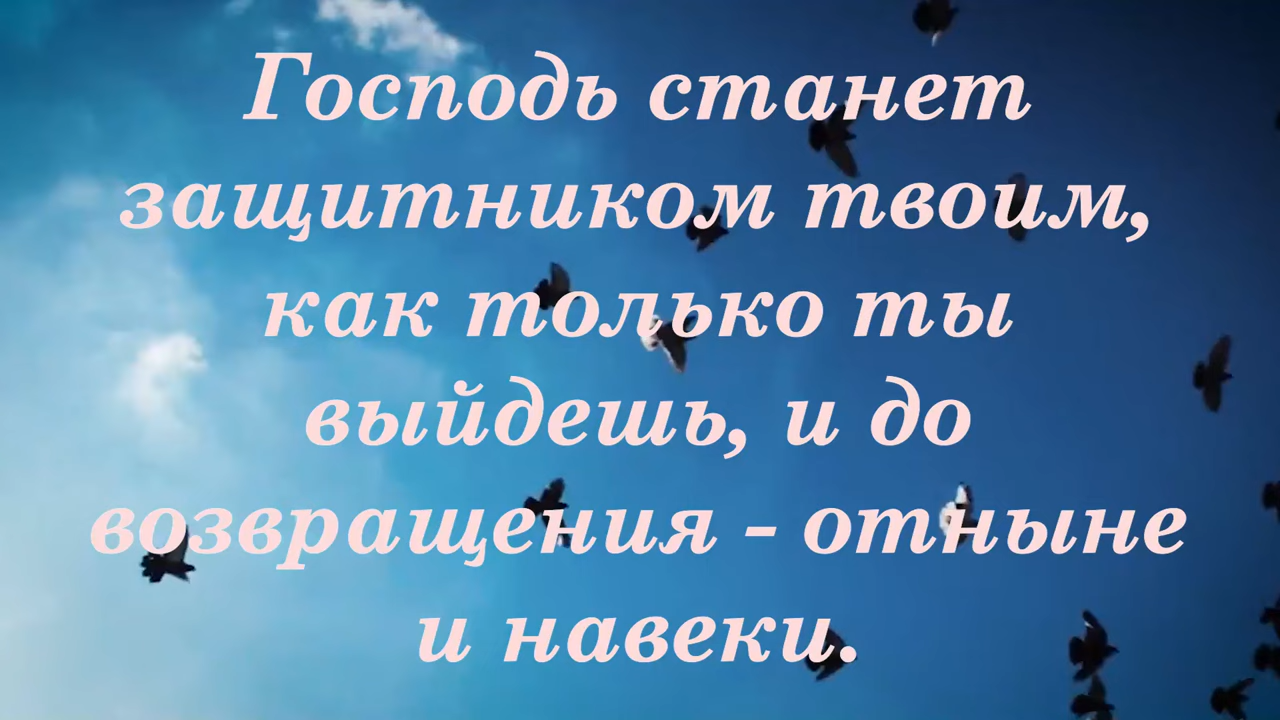 Господь станет
защитником твоим,
как только ты
выйдешь, и до
возвращения - отныне
и навеки.